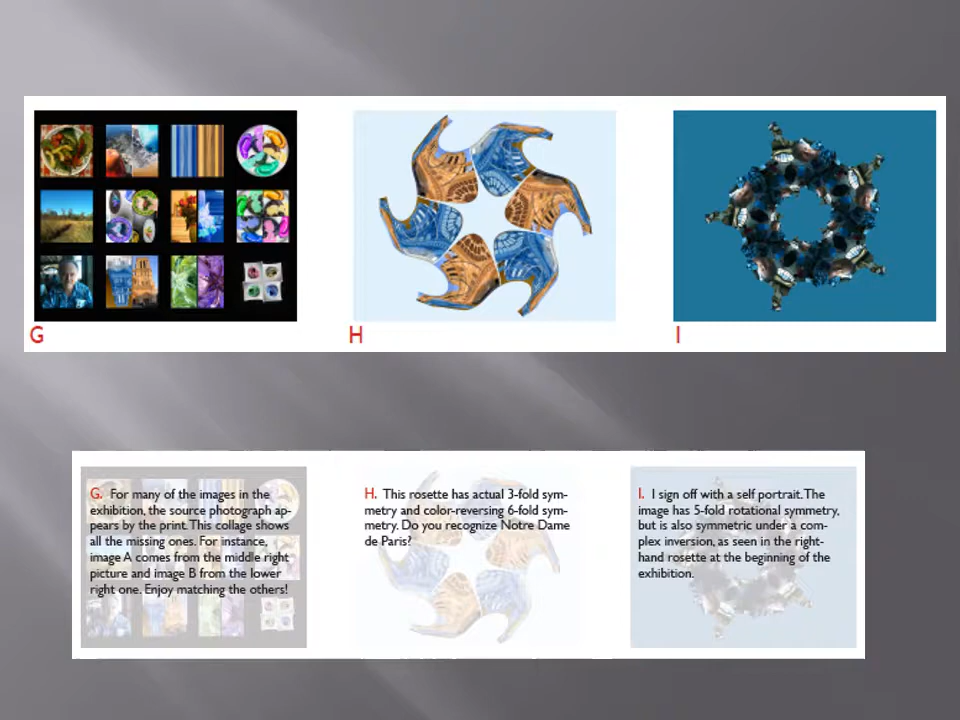 G
H
I
G. For many of the images in the
exhibition, the source photograph ap-
pears by the print. This collage shows
all the missing ones. For instance,
image A comes from the middle right
picture and image B from the lower
right one. Enjoy matching the others!
H. This rosette has actual 3-fold sym-
metry and color-reversing 6-fold sym-
metry. Do you recognize Notre Dame
de Paris?
I. I sign off with a self portrait. The
image has 5-fold rotational symmetry,
but is also symmetric under a com-
plex inversion, as seen in the right-
hand rosette at the beginning of the
exhibition.